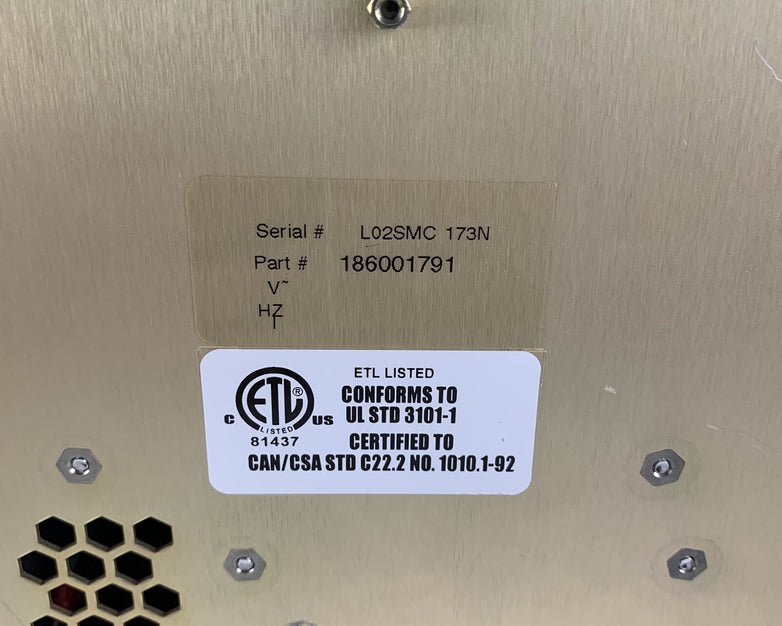 Serial # L02SMC 173N
Part # 186001791
V~
HZ
ETL LISTED
CONFORMS TO
UL STD 3101-1
CERTIFIED TO
CAN/CSA STD C22.2 NO. 1010.1-92
C ETL® US
LISTED
81437